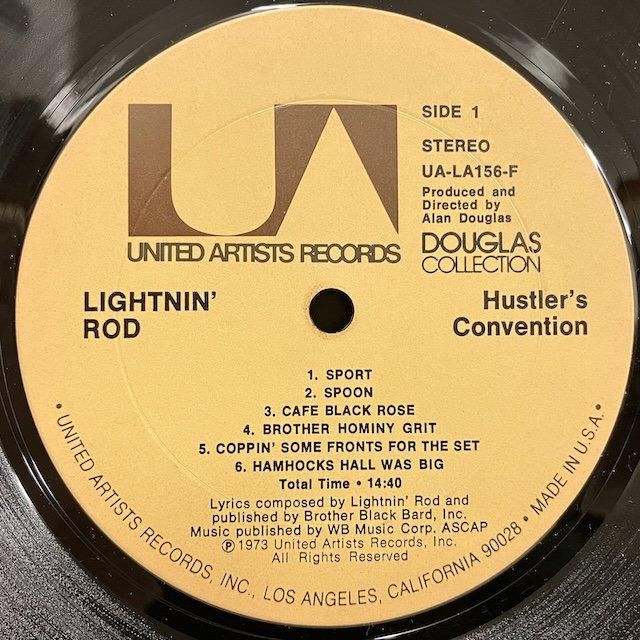 UA
UNITED ARTISTS RECORDS
SIDE 1
STEREO
UA-LA156-F
Produced and
Directed by
Alan Douglas
DOUGLAS
COLLECTION
LIGHTNIN'
ROD
Hustler's
Convention
1. SPORT
2. SPOON
3. CAFE BLACK ROSE
4. BROTHER HOMINY GRIT
5. COPPIN' SOME FRONTS FOR THE SET
6. HAMHOCKS HALL WAS BIG
Total Time • 14:40
Lyrics composed by Lightnin' Rod and
published by Brother Black Bard, Inc.
Music published by WB Music Corp. ASCAP
℗ 1973 United Artists Records, Inc.
All Rights Reserved
• UNITED ARTISTS RECORDS, INC., LOS ANGELES, CALIFORNIA 90028 • MADE IN U.S.A. •